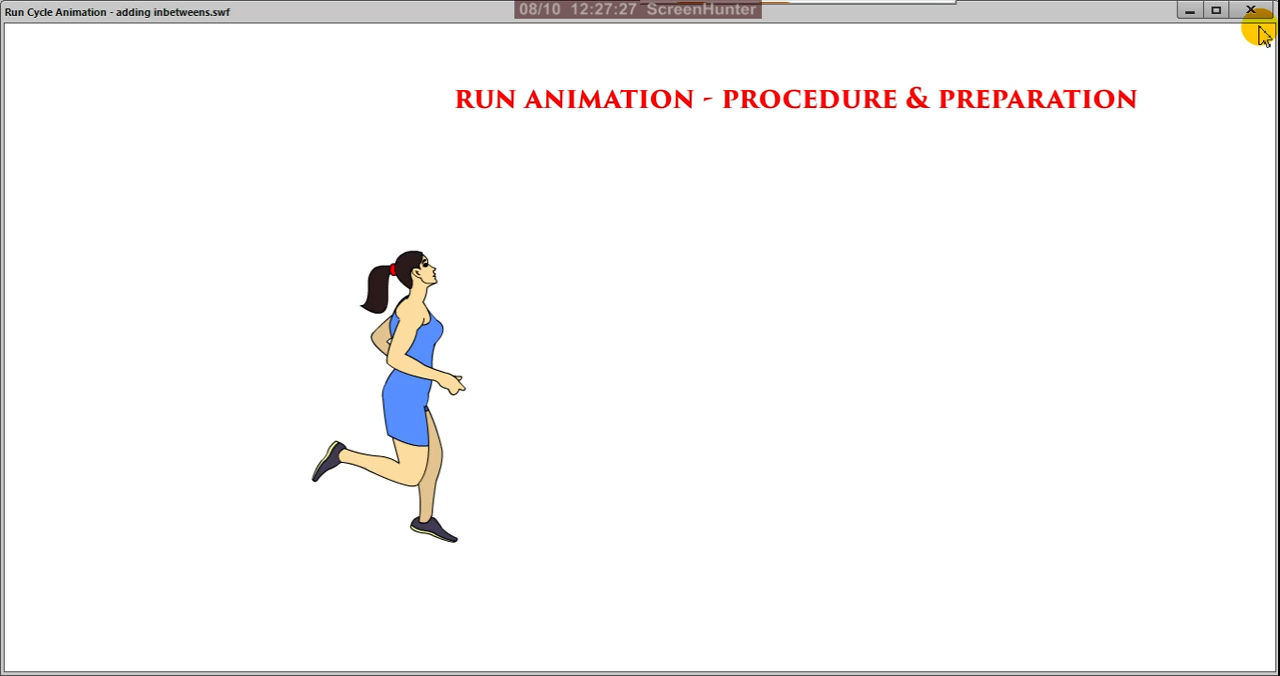 08/10 12:27:27 ScreenHunter
Run Cycle Animation - adding inbetweens.swf
RUN ANIMATION - PROCEDURE & PREPARATION